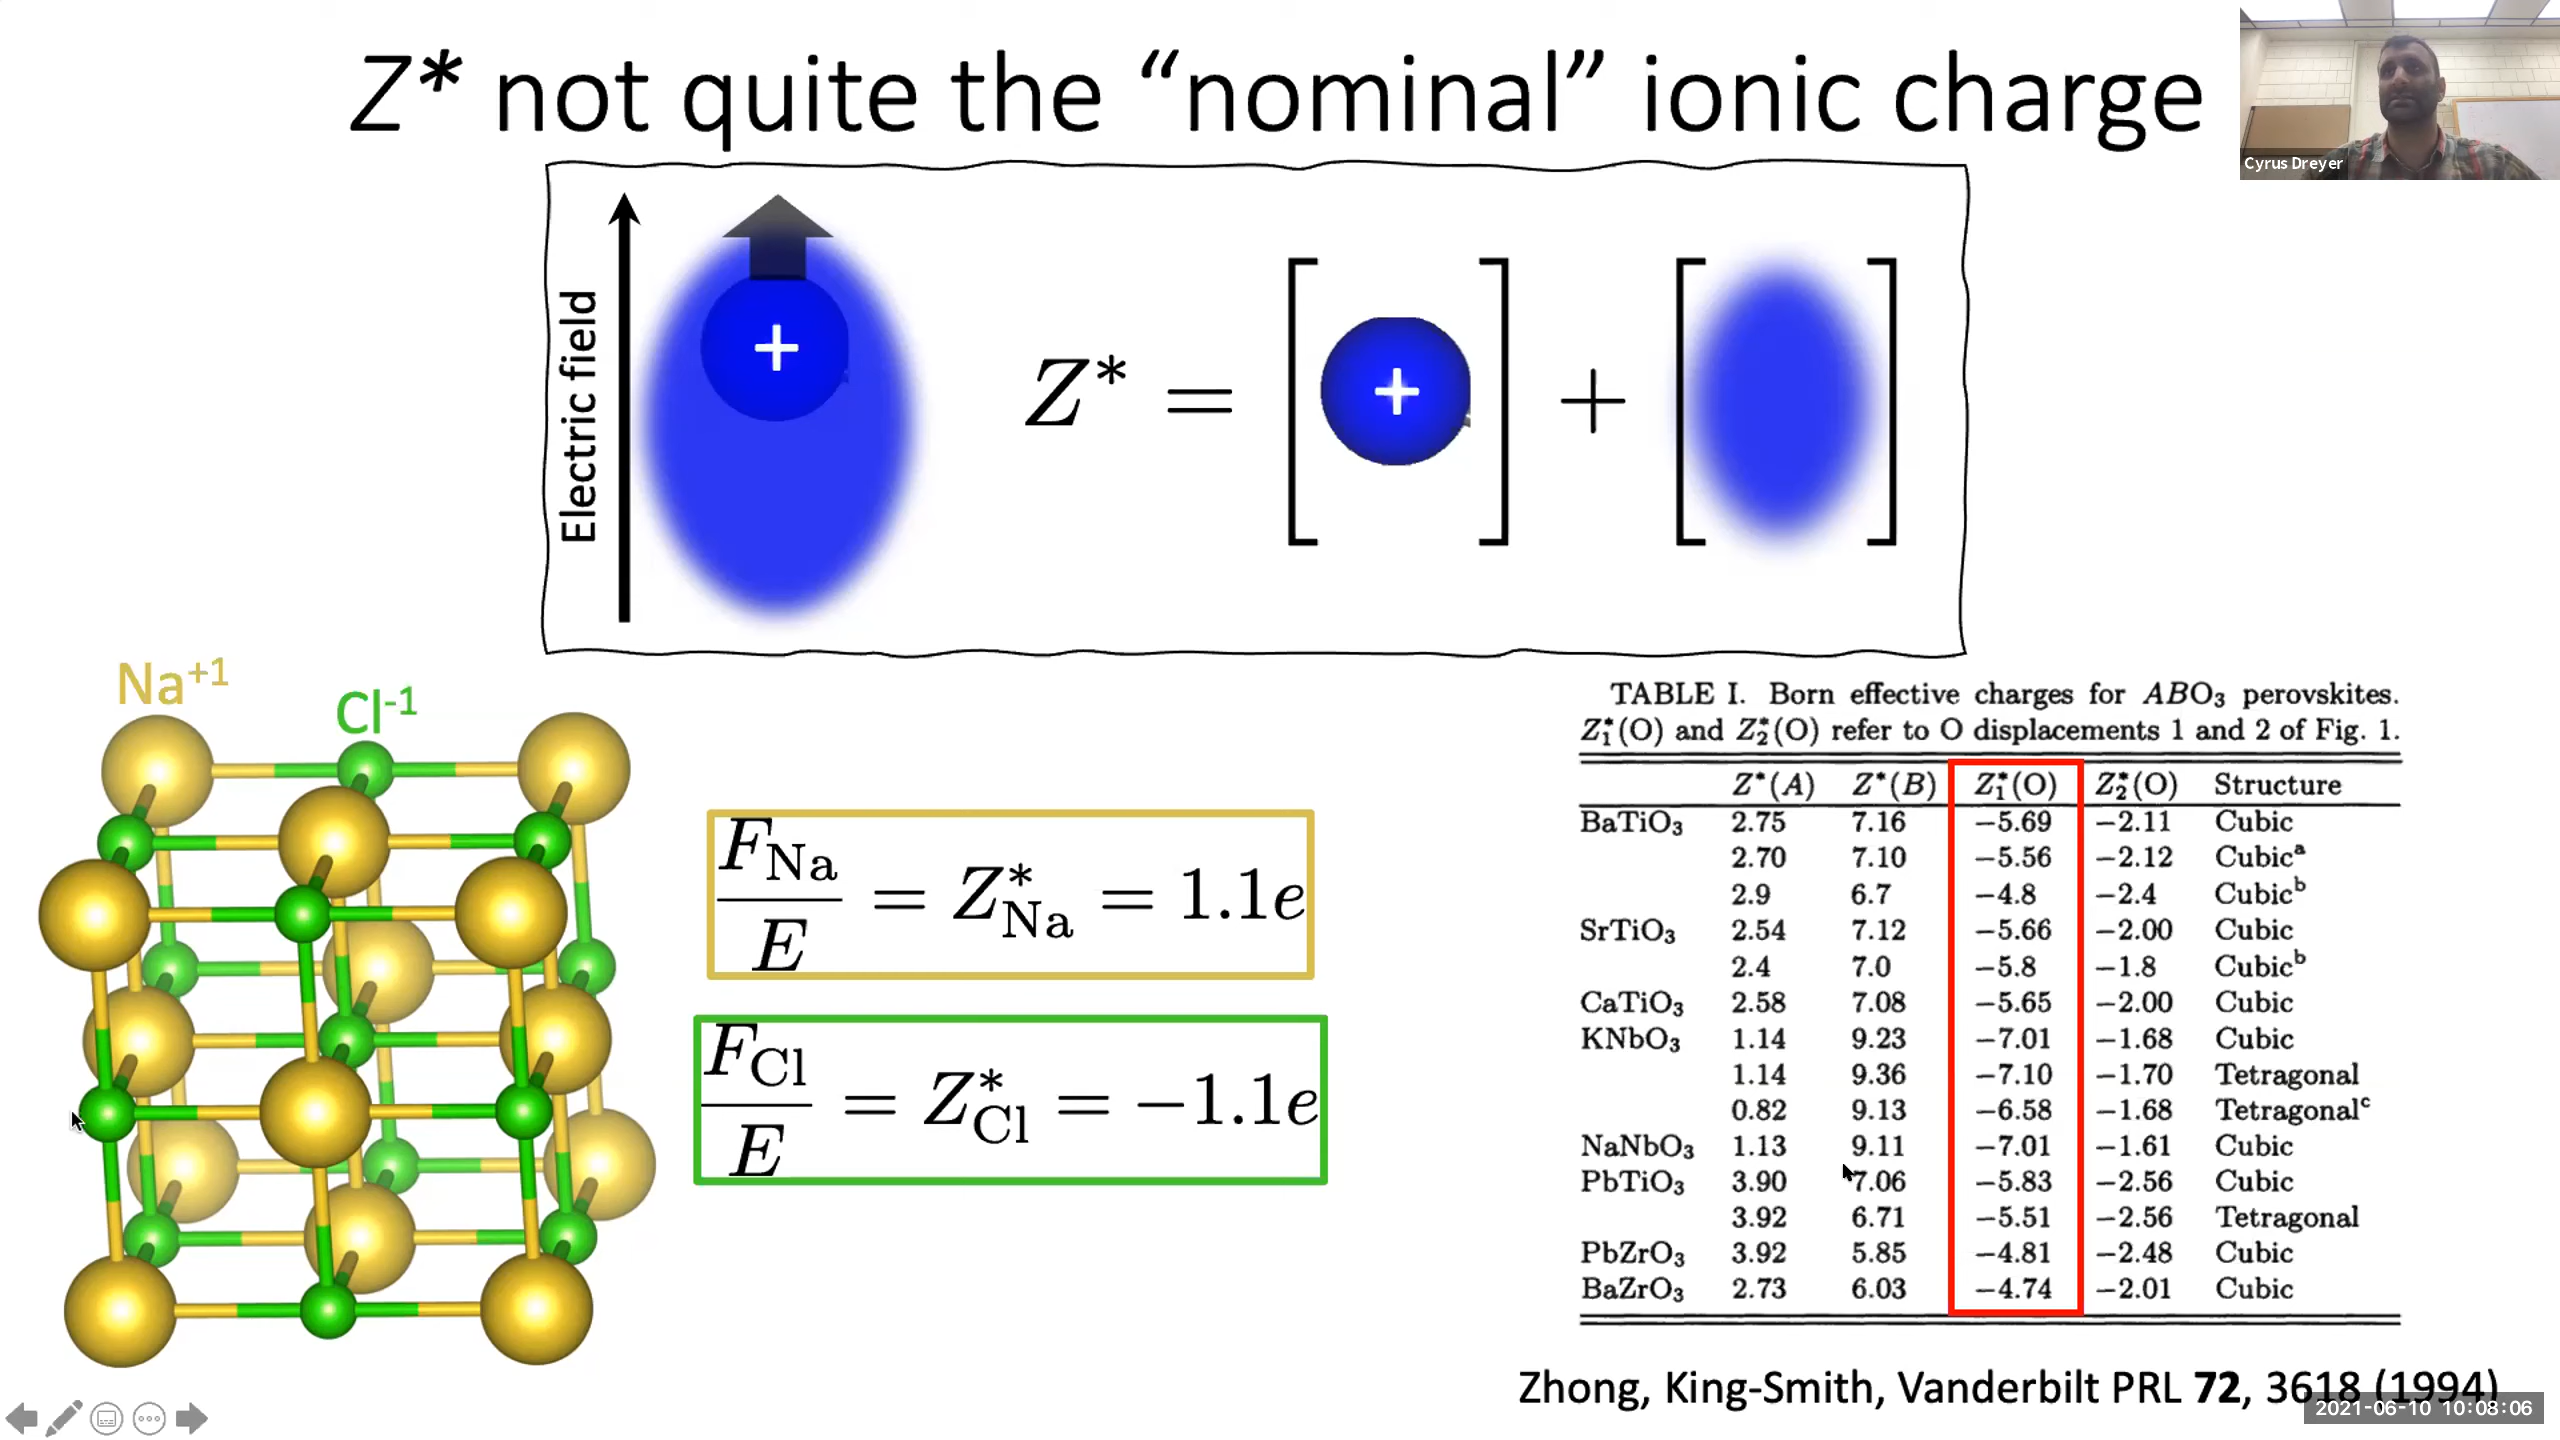 Z* not quite the “nominal” ionic charge
Cyrus Dreyer
Electric field
+
Z* = [ + ] + [ ]
Na+1
Cl-1
F_Na / E = Z*_Na = 1.1e
F_Cl / E = Z*_Cl = −1.1e
TABLE I. Born effective charges for ABO₃ perovskites.
Z₁*(O) and Z₂*(O) refer to O displacements 1 and 2 of Fig. 1.
Z*(A) Z*(B) Z₁*(O) Z₂*(O) Structure
BaTiO₃ 2.75 7.16 −5.69 −2.11 Cubic
2.70 7.10 −5.56 −2.12 Cubicᵃ
2.9 6.7 −4.8 −2.4 Cubicᵇ
SrTiO₃ 2.54 7.12 −5.66 −2.00 Cubic
2.4 7.0 −5.8 −1.8 Cubicᵇ
CaTiO₃ 2.58 7.08 −5.65 −2.00 Cubic
KNbO₃ 1.14 9.23 −7.01 −1.68 Cubic
1.14 9.36 −7.10 −1.70 Tetragonal
0.82 9.13 −6.58 −1.68 Tetragonalᶜ
NaNbO₃ 1.13 9.11 −7.01 −1.61 Cubic
PbTiO₃ 3.90 7.06 −5.83 −2.56 Cubic
3.92 6.71 −5.51 −2.56 Tetragonal
PbZrO₃ 3.92 5.85 −4.81 −2.48 Cubic
BaZrO₃ 2.73 6.03 −4.74 −2.01 Cubic
Zhong, King-Smith, Vanderbilt PRL 72, 3618 (1994)
2021-06-10 10:08:06